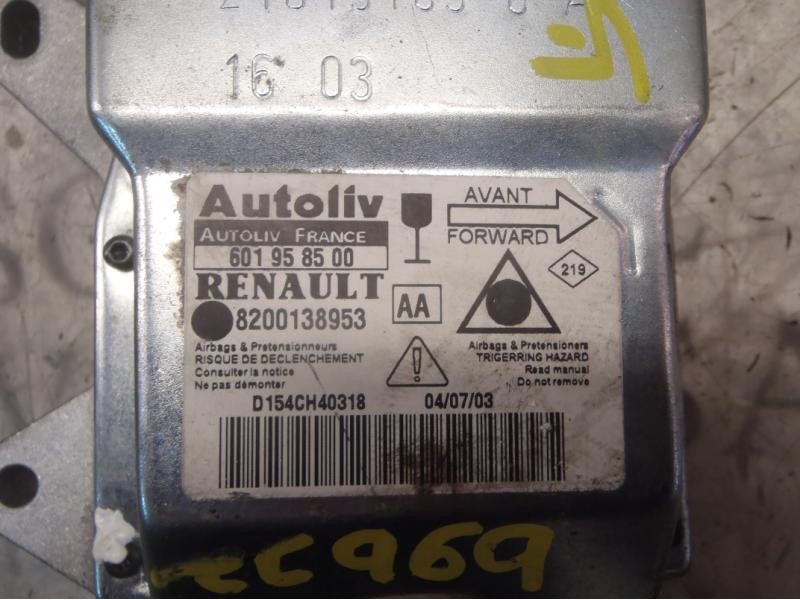 16 03
Autoliv
AUTOLIV FRANCE
601 95 85 00
RENAULT
8200138953
AA
AVANT
FORWARD
219
Airbags & Pretensionneurs
RISQUE DE DECLENCHEMENT
Consulter la notice
Ne pas démonter
Airbags & Pretensioners
TRIGERRING HAZARD
Read manual
Do not remove
D154CH40318 04/07/03